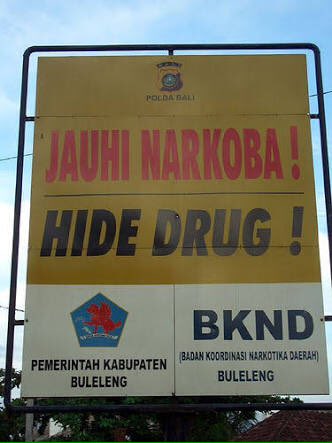 POLDA BALI
JAUHI NARKOBA !
HIDE DRUG !
PEMERINTAH KABUPATEN
BULELENG
BKND
(BADAN KOORDINASI NARKOTIKA DAERAH)
BULELENG